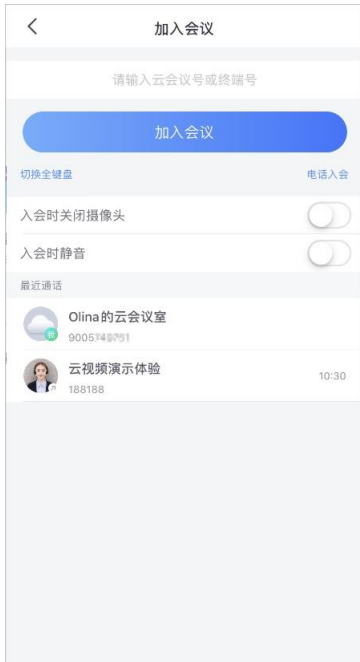 加入会议
请输入云会议号或终端号
加入会议
切换全键盘 电话入会
入会时关闭摄像头
入会时静音
最近通话
Olina的云会议室
我
云视频演示体验 10:30
188188